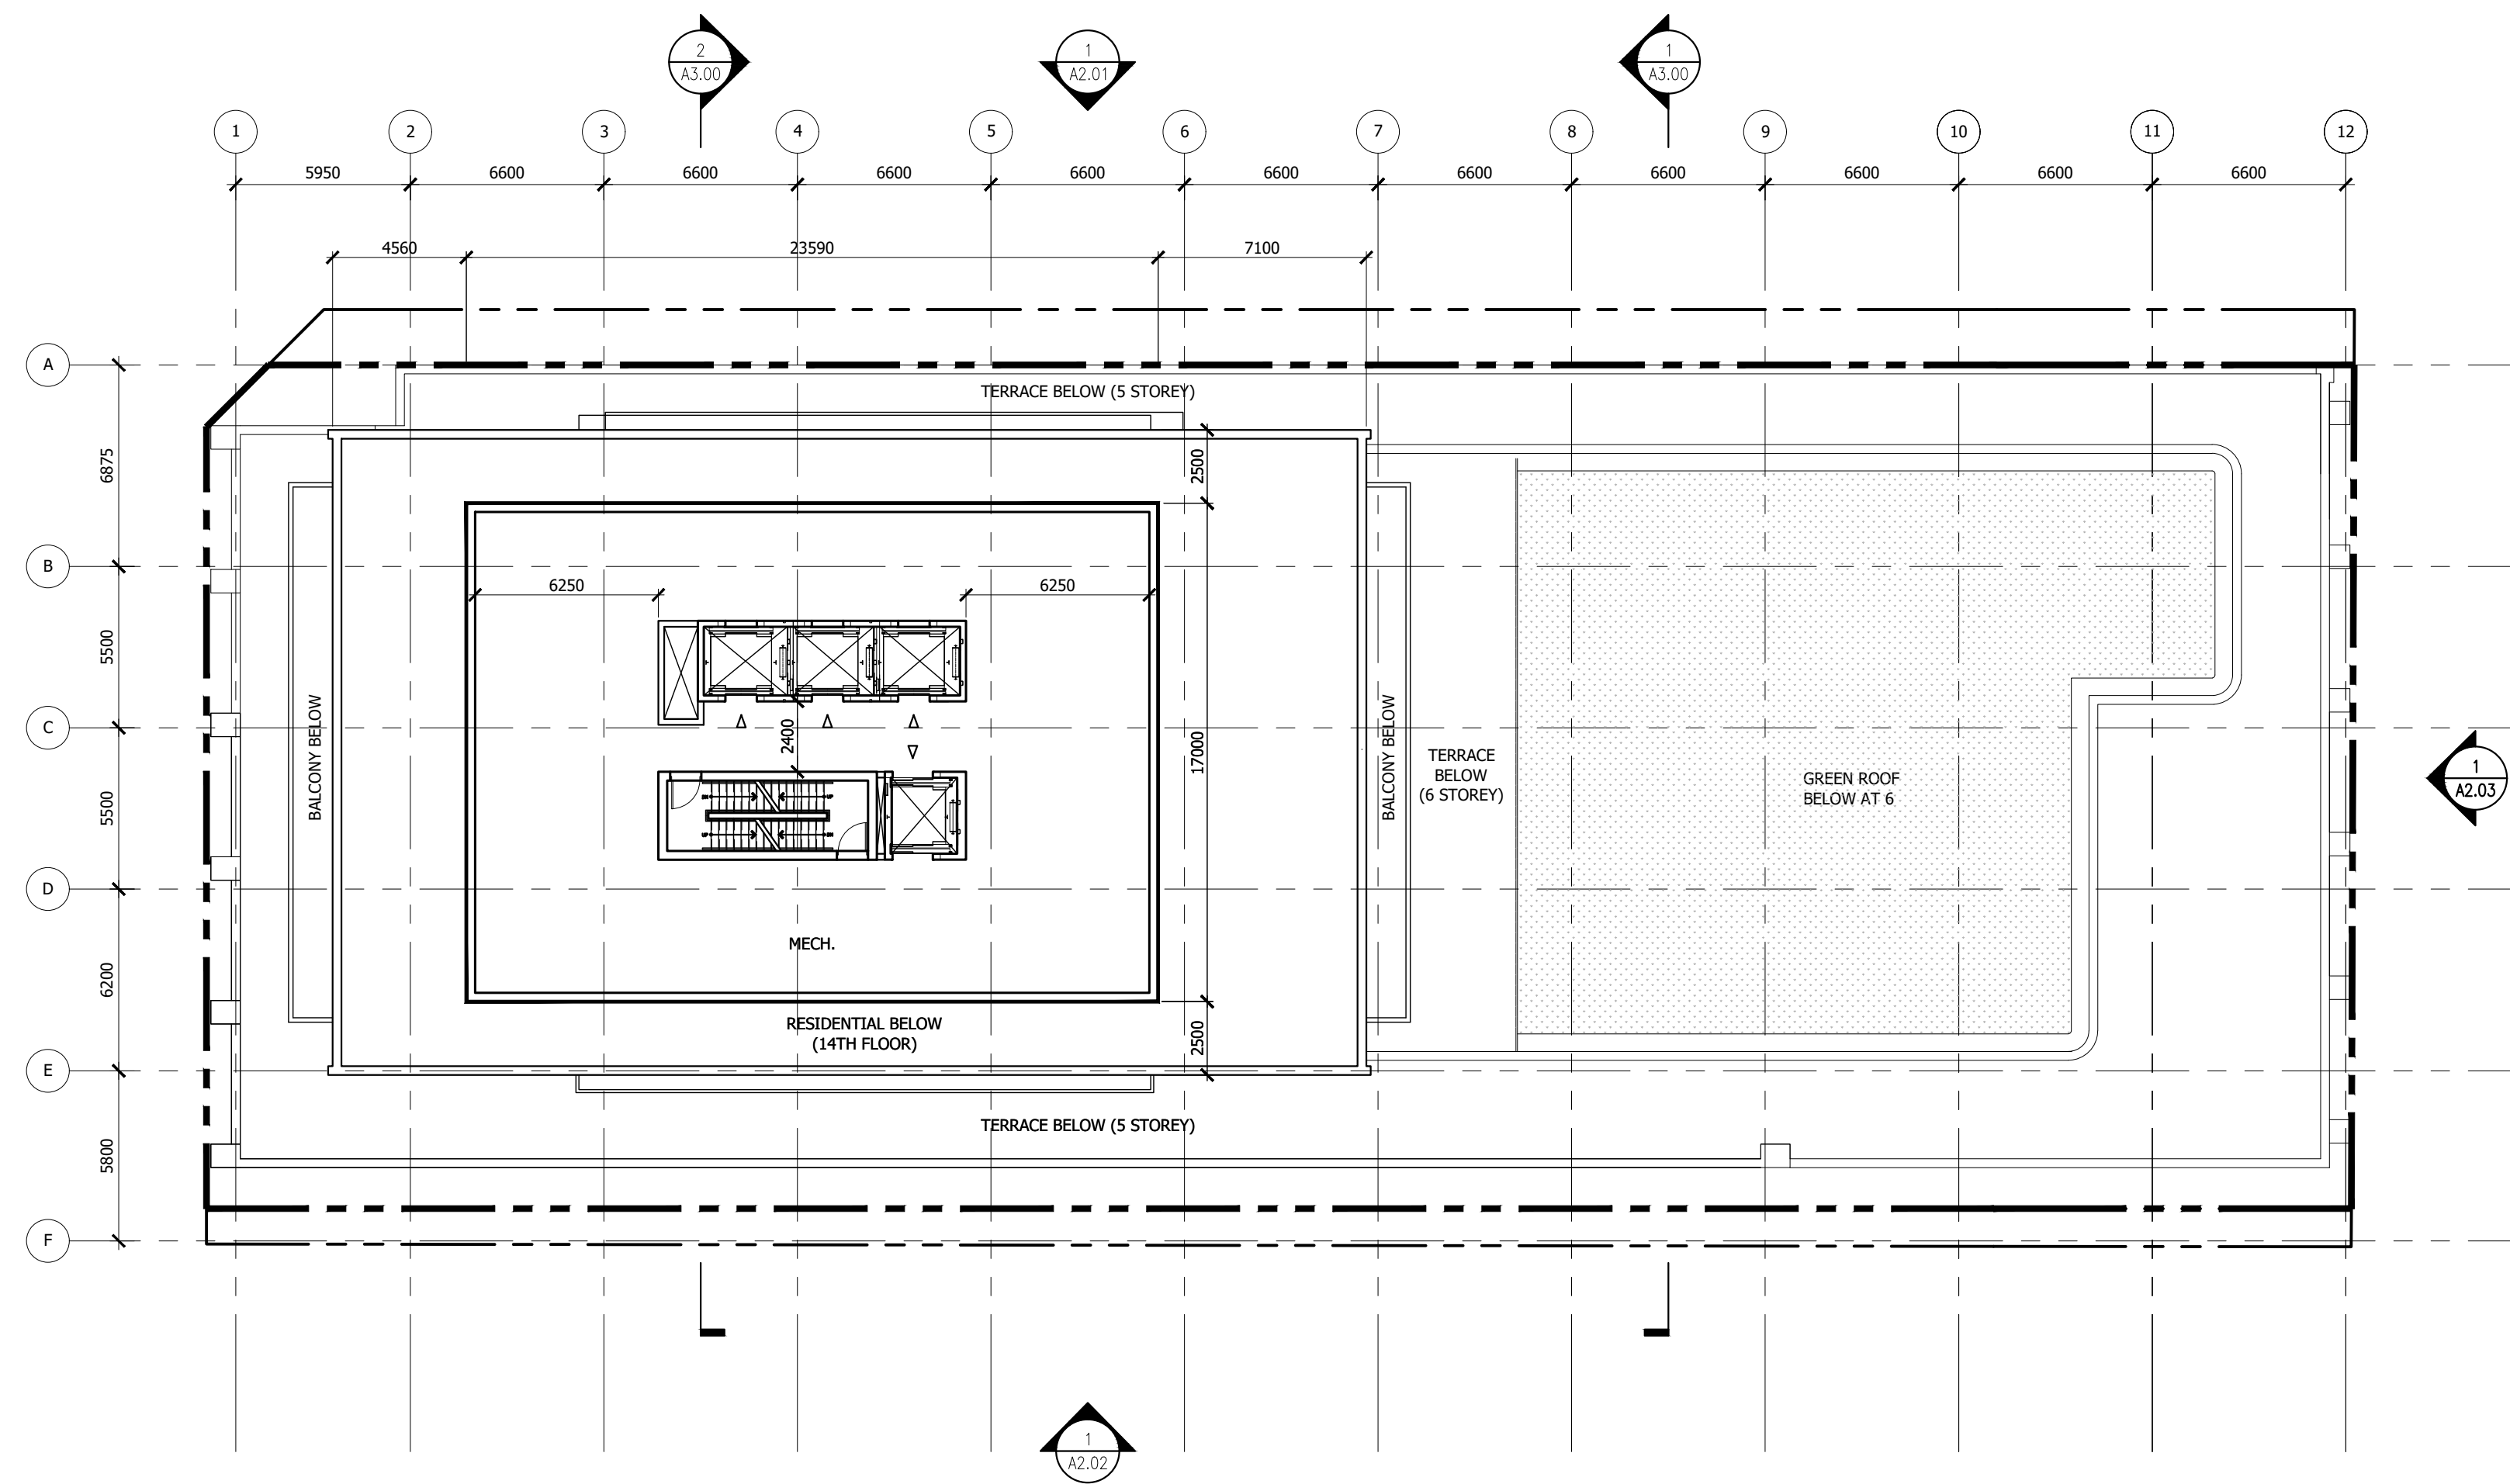 2
A3.00
1
A2.01
1
A3.00
1
2
3
4
5
6
7
8
9
10
11
12
5950
6600
6600
6600
6600
6600
6600
6600
6600
6600
6600
4560
23590
7100
A
B
C
D
E
F
6875
5500
5500
6200
5800
TERRACE BELOW (5 STOREY)
2500
17000
2500
6250
6250
2400
DN
UP
UP
DN
MECH.
RESIDENTIAL BELOW
(14TH FLOOR)
BALCONY BELOW
BALCONY BELOW
TERRACE
BELOW
(6 STOREY)
GREEN ROOF
BELOW AT 6
1
A2.03
TERRACE BELOW (5 STOREY)
1
A2.02